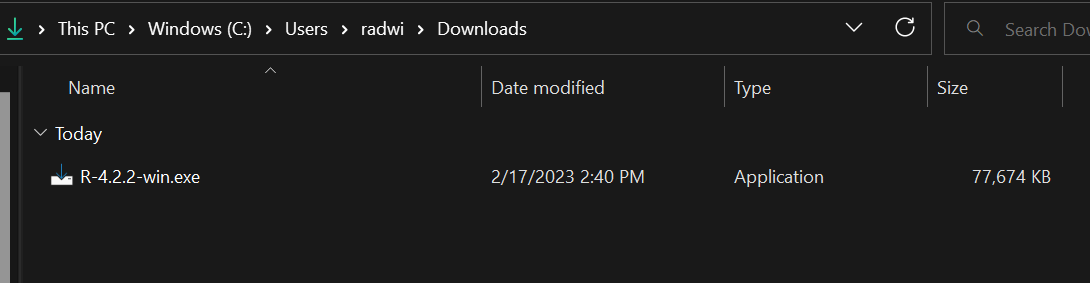 This PC > Windows (C:) > Users > radwi > Downloads
Search Dow
Name Date modified Type Size
Today
R-4.2.2-win.exe 2/17/2023 2:40 PM Application 77,674 KB